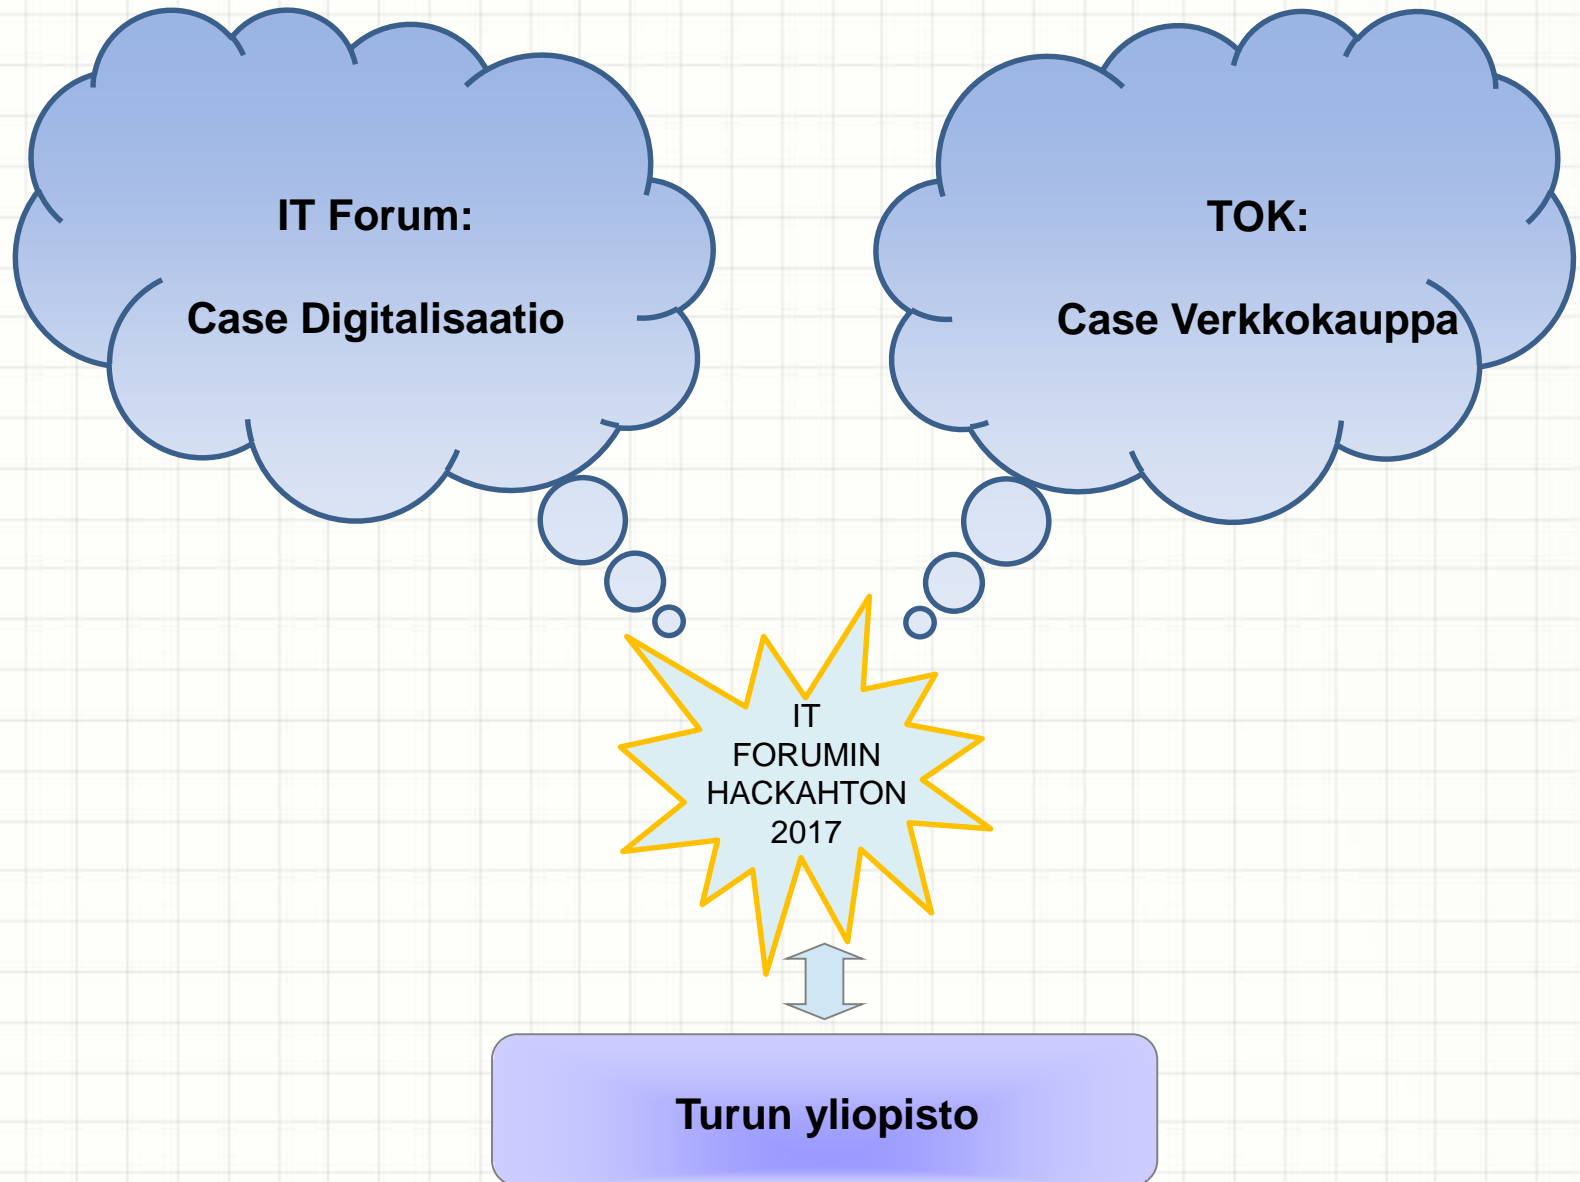 IT Forum:
Case Digitalisaatio
TOK:
Case Verkkokauppa
IT
FORUMIN
HACKAHTON
2017
Turun yliopisto